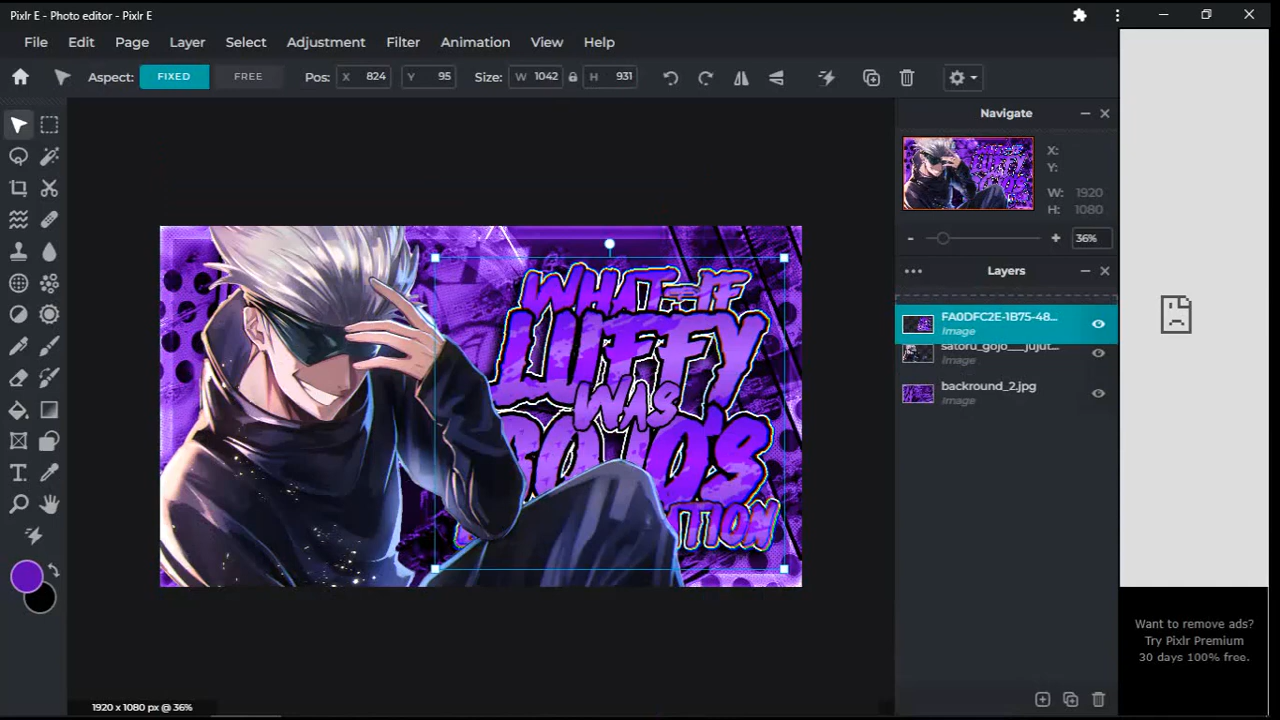 Pixlr E - Photo editor - Pixlr E
File Edit Page Layer Select Adjustment Filter Animation View Help
Aspect: FIXED FREE Pos: X 824 Y 95 Size: W 1042 H 931
Navigate
X:
Y:
W: 1920
H: 1080
- + 36%
Layers
FA0DFC2E-1B75-48...
Image
satoru_gojo___jujut...
Image
backround_2.jpg
Image
WHAT IF
LUFFY
WAS
GOJO'S
Want to remove ads?
Try Pixlr Premium
30 days 100% free.
1920 x 1080 px @ 36%